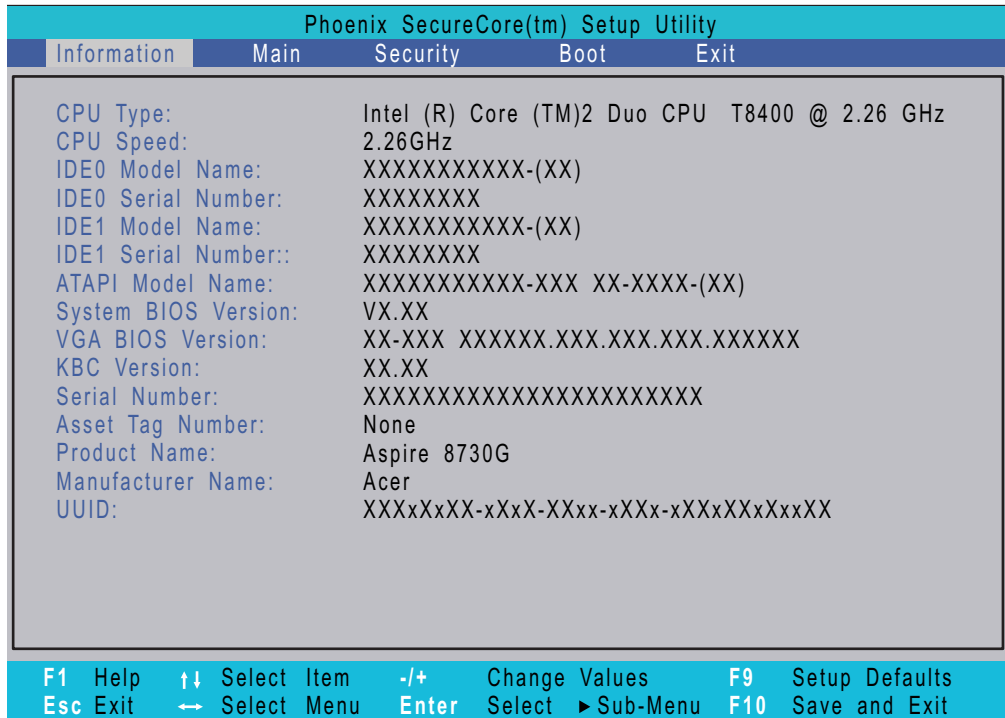 Phoenix SecureCore(tm) Setup Utility
Information Main Security Boot Exit
CPU Type: Intel (R) Core (TM)2 Duo CPU T8400 @ 2.26 GHz
CPU Speed: 2.26GHz
IDE0 Model Name: XXXXXXXXXXX-(XX)
IDE0 Serial Number: XXXXXXXX
IDE1 Model Name: XXXXXXXXXXX-(XX)
IDE1 Serial Number:: XXXXXXXX
ATAPI Model Name: XXXXXXXXXXX-XXX XX-XXXX-(XX)
System BIOS Version: VX.XX
VGA BIOS Version: XX-XXX XXXXXX.XXX.XXX.XXX.XXXXXX
KBC Version: XX.XX
Serial Number: XXXXXXXXXXXXXXXXXXXXXXX
Asset Tag Number: None
Product Name: Aspire 8730G
Manufacturer Name: Acer
UUID: XXXxXxXX-xXxX-XXxx-xXXx-xXXxXXxXxxXX
F1 Help ↑↓ Select Item -/+ Change Values F9 Setup Defaults
Esc Exit ↔ Select Menu Enter Select ►Sub-Menu F10 Save and Exit